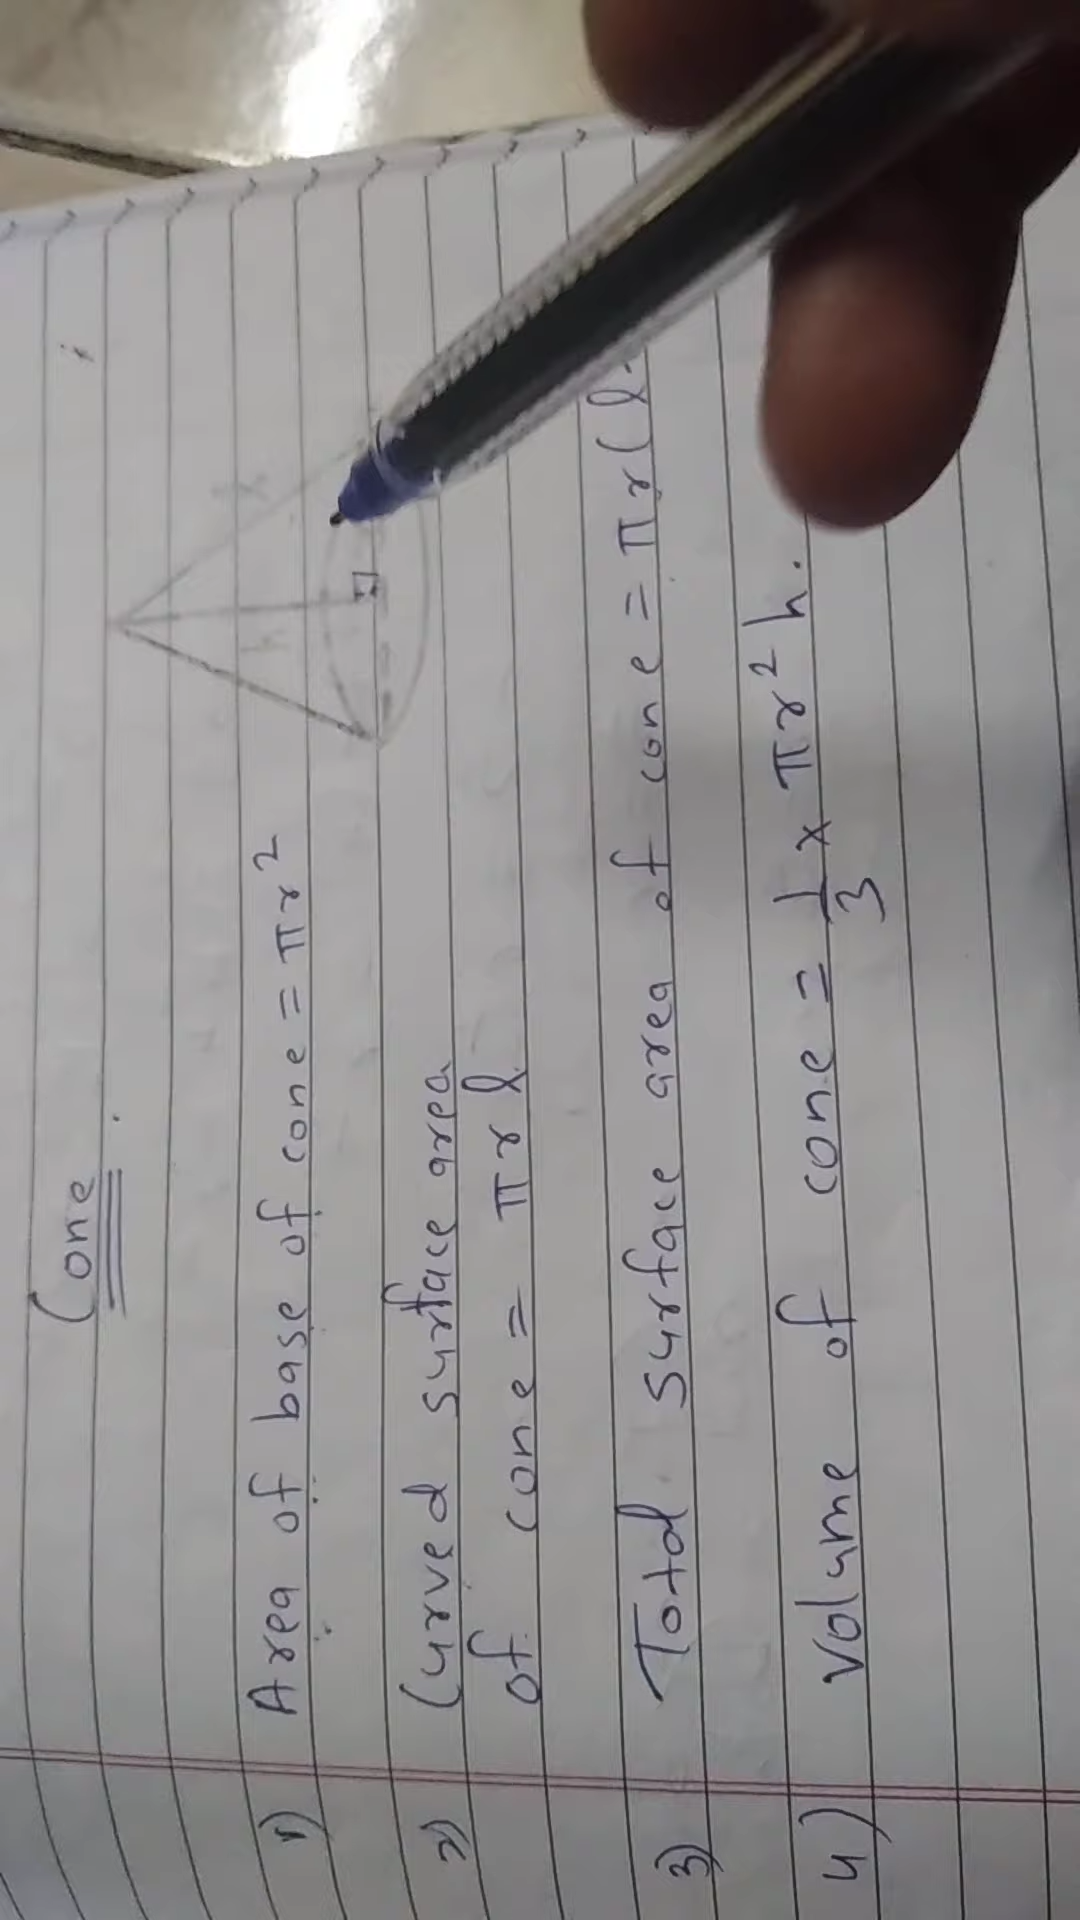 Cone
1) Area of base of cone = πr²
h
l
2) Curved surface area
of cone = πrl
3) Total surface area of cone = πr(l
4) Volume of cone = 1/3 × πr²h.